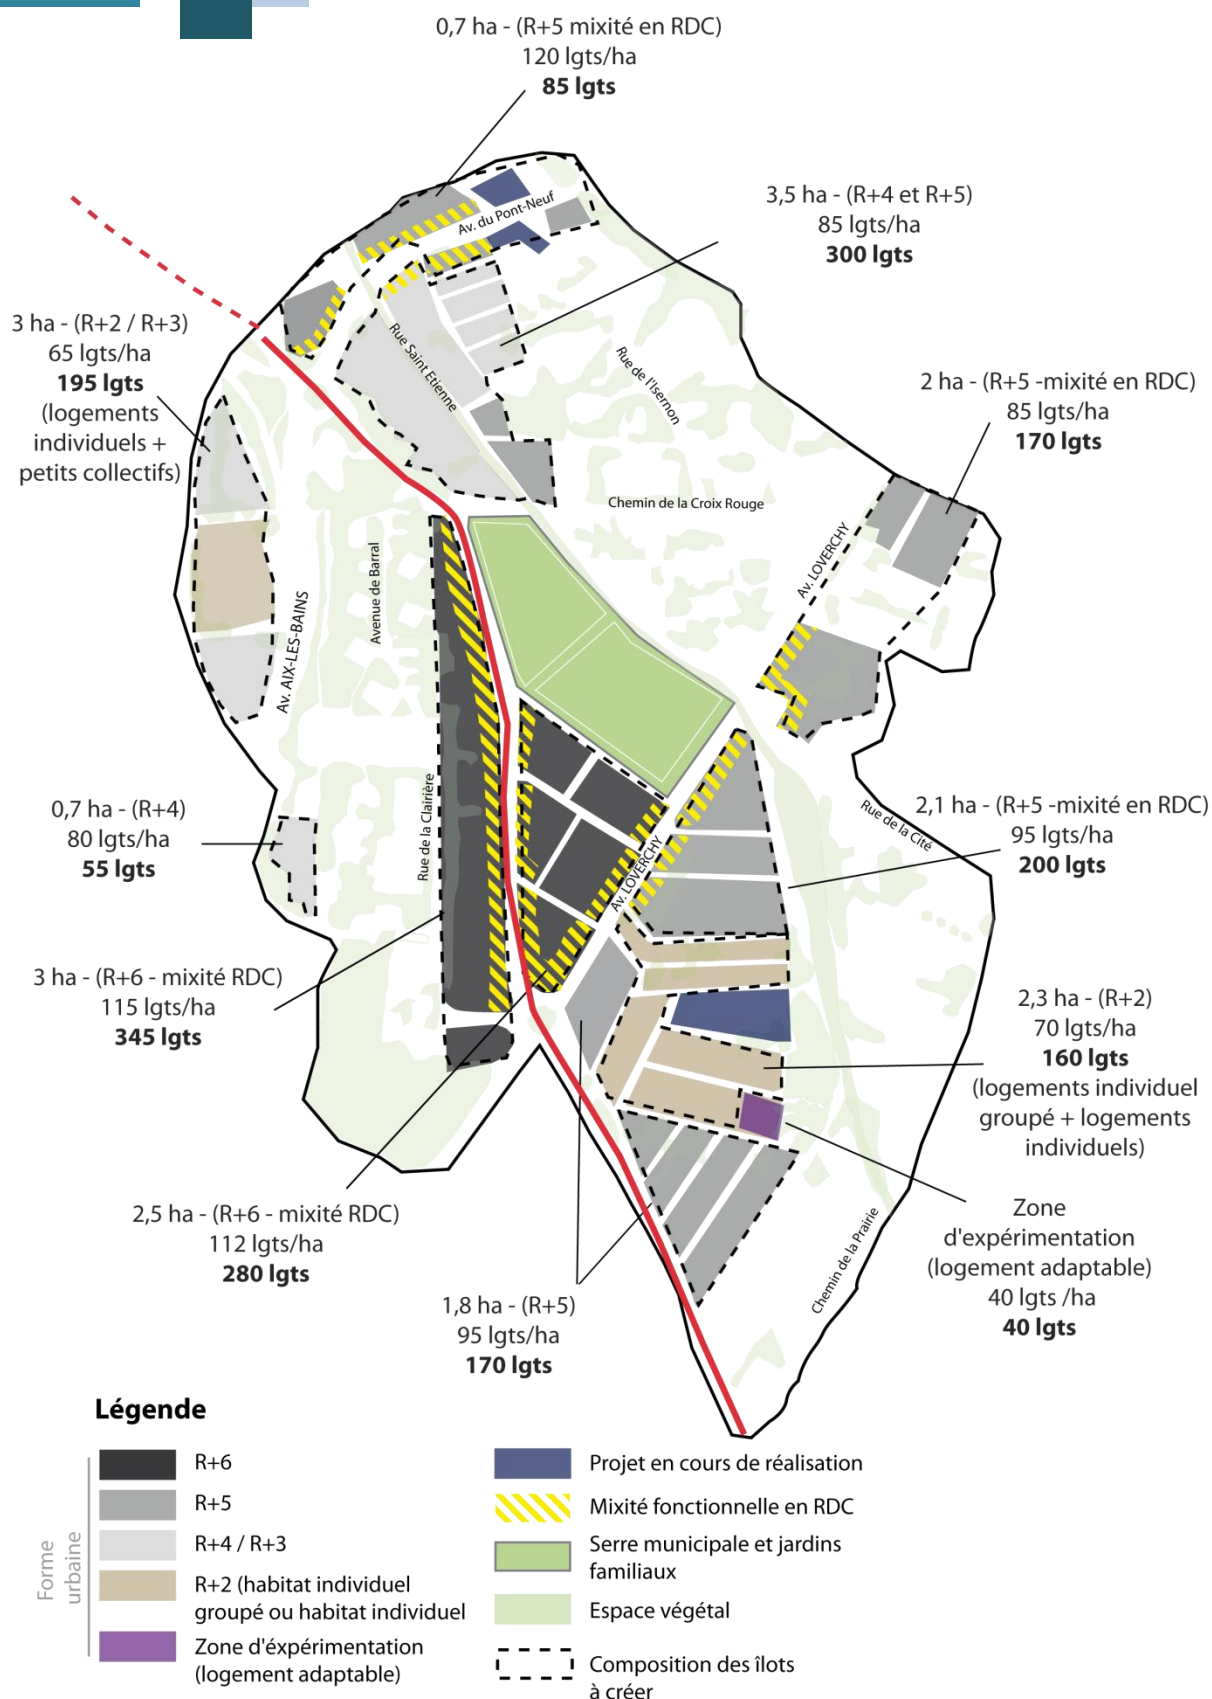 0,7 ha - (R+5 mixité en RDC)
120 lgts/ha
85 lgts
3,5 ha - (R+4 et R+5)
85 lgts/ha
300 lgts
Av. du Pont-Neuf
3 ha - (R+2 / R+3)
65 lgts/ha
195 lgts
(logements
individuels +
petits collectifs)
Rue Saint Etienne
Rue de l'Isernon
2 ha - (R+5 -mixité en RDC)
85 lgts/ha
170 lgts
Chemin de la Croix Rouge
Av. LOVERCHY
Avenue de Barral
Av. AIX-LES-BAINS
0,7 ha - (R+4)
80 lgts/ha
55 lgts
Rue de la Clairière
Av. LOVERCHY
Rue de la Cité
2,1 ha - (R+5 -mixité en RDC)
95 lgts/ha
200 lgts
3 ha - (R+6 - mixité RDC)
115 lgts/ha
345 lgts
2,3 ha - (R+2)
70 lgts/ha
160 lgts
(logements individuel
groupé + logements
individuels)
2,5 ha - (R+6 - mixité RDC)
112 lgts/ha
280 lgts
Zone
d'expérimentation
(logement adaptable)
40 lgts /ha
40 lgts
Chemin de la Prairie
1,8 ha - (R+5)
95 lgts/ha
170 lgts
Légende
Forme
urbaine
R+6
R+5
R+4 / R+3
R+2 (habitat individuel
groupé ou habitat individuel
Zone d'éxpérimentation
(logement adaptable)
Projet en cours de réalisation
Mixité fonctionnelle en RDC
Serre municipale et jardins
familiaux
Espace végétal
Composition des îlots
à créer